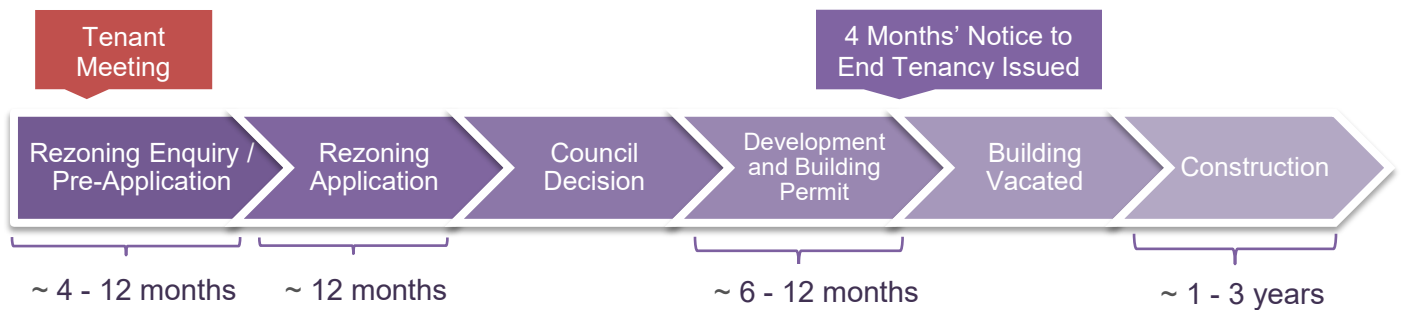 Tenant
Meeting
4 Months’ Notice to
End Tenancy Issued
Rezoning Enquiry /
Pre-Application
Rezoning
Application
Council
Decision
Development
and Building
Permit
Building
Vacated
Construction
~ 4 - 12 months
~ 12 months
~ 6 - 12 months
~ 1 - 3 years